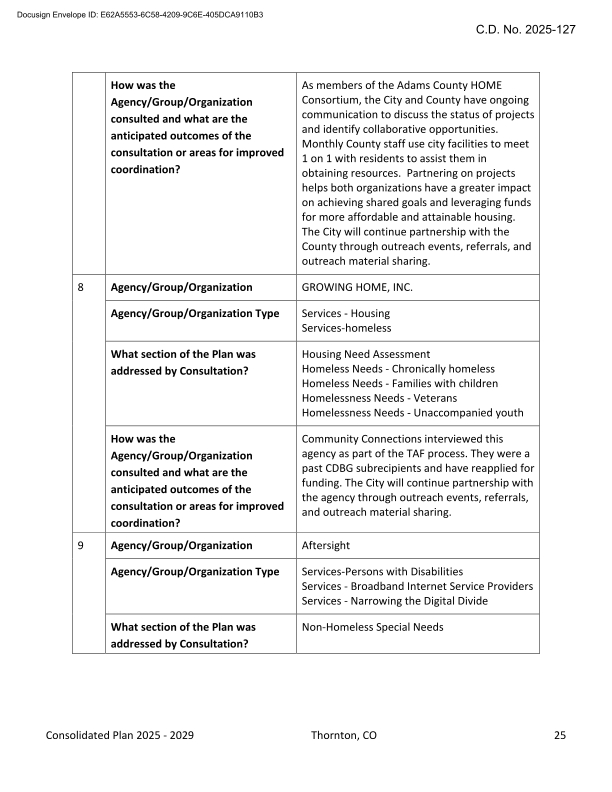 Docusign Envelope ID: E62A5553-6C58-4209-9C6E-405DCA9110B3
C.D. No. 2025-127
How was the
Agency/Group/Organization
consulted and what are the
anticipated outcomes of the
consultation or areas for improved
coordination?
As members of the Adams County HOME
Consortium, the City and County have ongoing
communication to discuss the status of projects
and identify collaborative opportunities.
Monthly County staff use city facilities to meet
1 on 1 with residents to assist them in
obtaining resources.  Partnering on projects
helps both organizations have a greater impact
on achieving shared goals and leveraging funds
for more affordable and attainable housing.
The City will continue partnership with the
County through outreach events, referrals, and
outreach material sharing.
8
Agency/Group/Organization
GROWING HOME, INC.
Agency/Group/Organization Type
Services - Housing
Services-homeless
What section of the Plan was
addressed by Consultation?
Housing Need Assessment
Homeless Needs - Chronically homeless
Homeless Needs - Families with children
Homelessness Needs - Veterans
Homelessness Needs - Unaccompanied youth
How was the
Agency/Group/Organization
consulted and what are the
anticipated outcomes of the
consultation or areas for improved
coordination?
Community Connections interviewed this
agency as part of the TAF process. They were a
past CDBG subrecipients and have reapplied for
funding. The City will continue partnership with
the agency through outreach events, referrals,
and outreach material sharing.
9
Agency/Group/Organization
Aftersight
Agency/Group/Organization Type
Services-Persons with Disabilities
Services - Broadband Internet Service Providers
Services - Narrowing the Digital Divide
What section of the Plan was
addressed by Consultation?
Non-Homeless Special Needs
Consolidated Plan 2025 - 2029
Thornton, CO
25